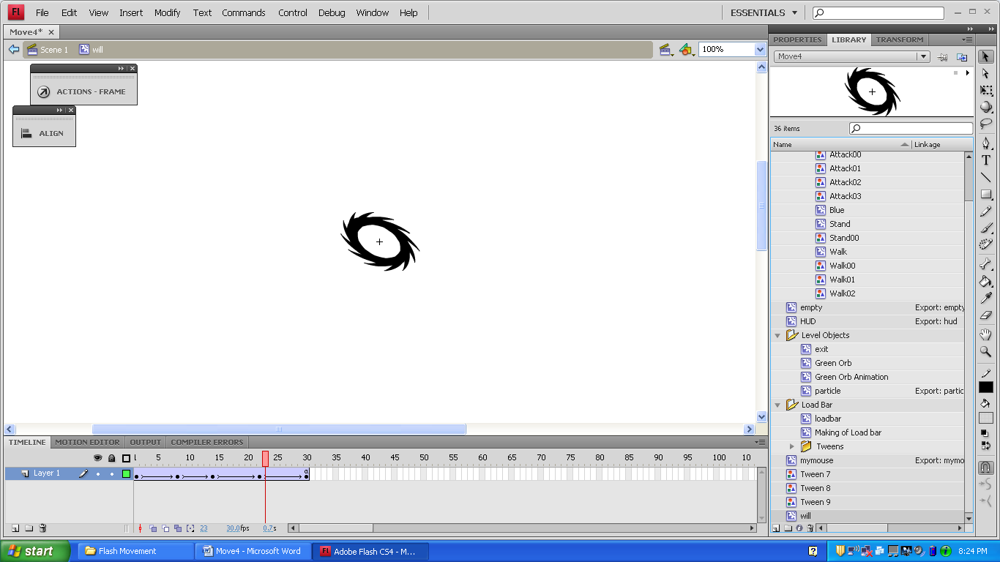 Fl File Edit View Insert Modify Text Commands Control Debug Window Help ESSENTIALS
Move4*
Scene 1 will 100%
ACTIONS - FRAME
ALIGN
PROPERTIES LIBRARY TRANSFORM
Move4
36 items
Name Linkage
Attack00
Attack01
Attack02
Attack03
Blue
Stand
Stand00
Walk
Walk00
Walk01
Walk02
empty Export: empty
HUD Export: hud
Level Objects
exit
Green Orb
Green Orb Animation
particle Export: partic
Load Bar
loadbar
Making of Load bar
Tweens
mymouse Export: mymo
Tween 7
Tween 8
Tween 9
will
TIMELINE MOTION EDITOR OUTPUT COMPILER ERRORS
5 10 15 20 25 30 35 40 45 50 55 60 65 70 75 80 85 90 95 100 10
Layer 1
23 30.0fps 0.7s
start Flash Movement Move4 - Microsoft Word Fl Adobe Flash CS4 - M... 8:24 PM